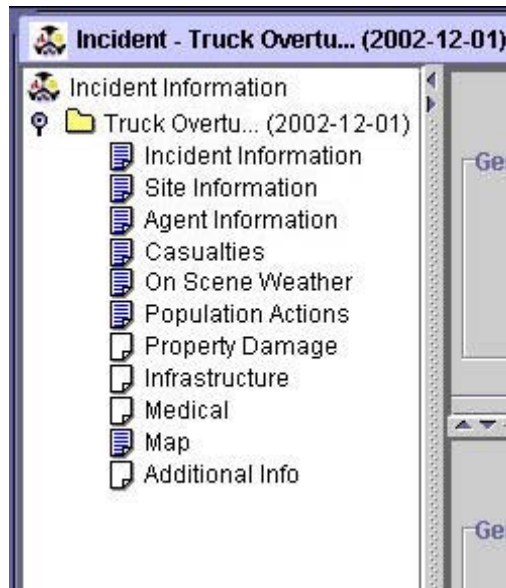 Incident - Truck Overtu... (2002-12-01)
Incident Information
Truck Overtu... (2002-12-01)
Incident Information
Site Information
Agent Information
Casualties
On Scene Weather
Population Actions
Property Damage
Infrastructure
Medical
Map
Additional Info
Ge
Ge